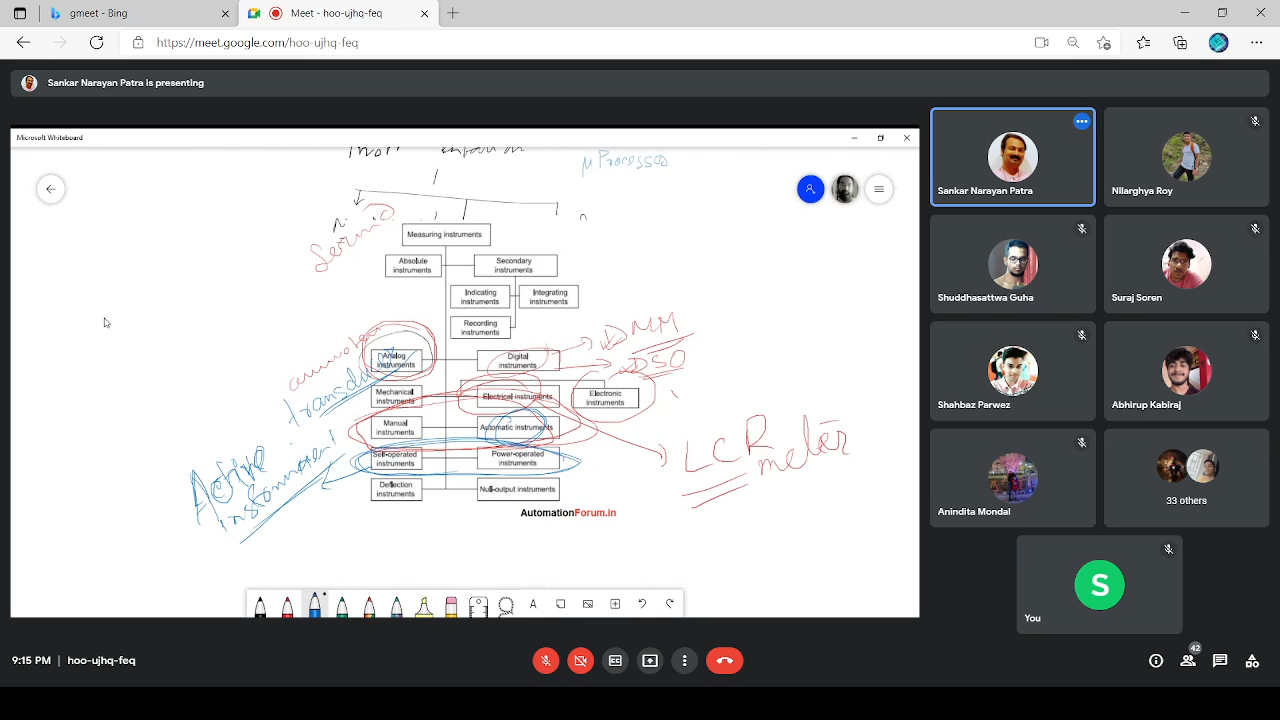 gmeet - Bing
Meet - hoo-ujhq-feq
https://meet.google.com/hoo-ujhq-feq
Sankar Narayan Patra is presenting
Microsoft Whiteboard
μProcesso
Measuring instruments
Absolute
instruments
Secondary
instruments
Indicating
instruments
Integrating
instruments
Recording
instruments
Analog
instruments
Digital
instruments
DMM
DSO
Mechanical
instruments
Electrical instruments
Electronic
instruments
Manual
instruments
Automatic instruments
LCR
meter
Self-operated
instruments
Power-operated
instruments
Active
instrument
Deflection
instruments
Null-output instruments
AutomationForum.in
Sankar Narayan Patra
NIlarghya Roy
Shuddhasattwa Guha
Suraj Soren
Shehbaz Parwez
Abhirup Kabiraj
Anindita Mondal
33 others
S
You
9:15 PM | hoo-ujhq-feq
42